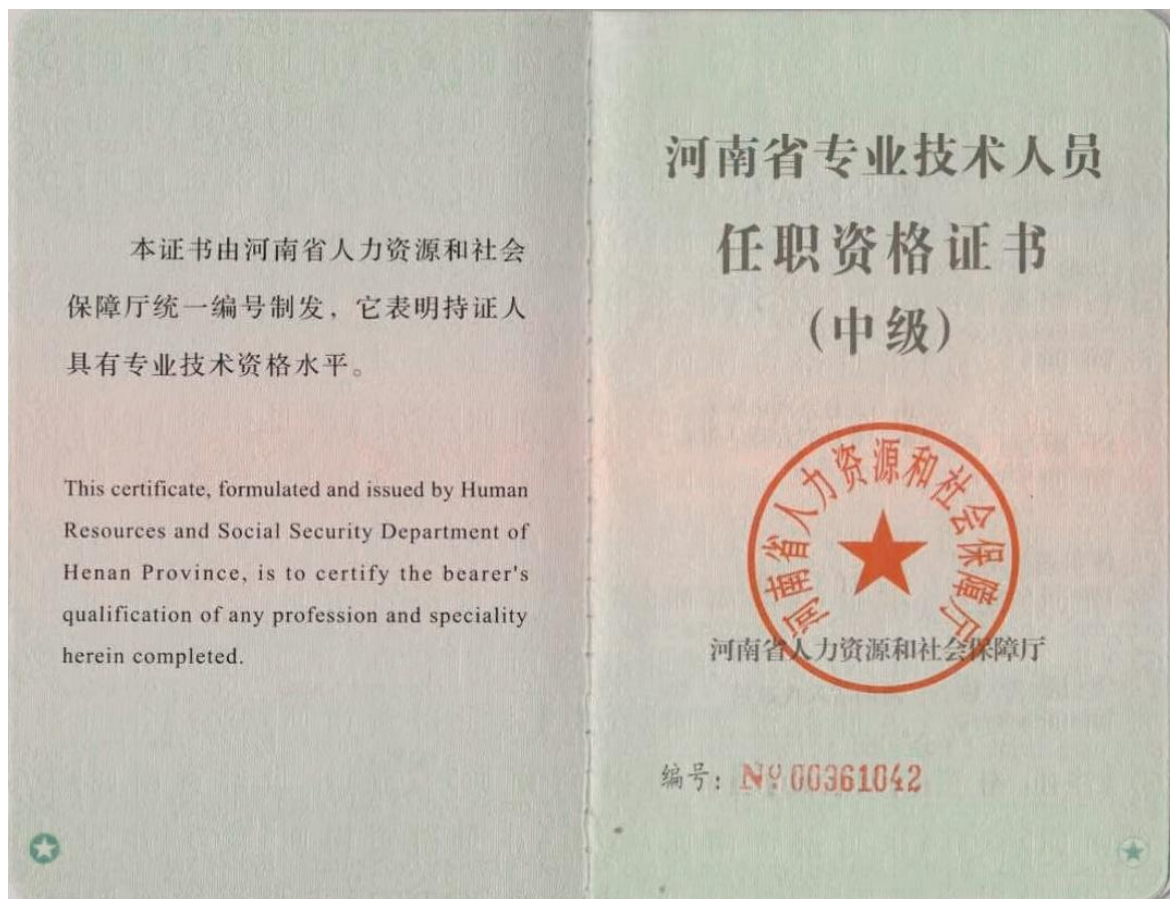 本证书由河南省人力资源和社会
保障厅统一编号制发，它表明持证人
具有专业技术资格水平。
This certificate, formulated and issued by Human
Resources and Social Security Department of
Henan Province, is to certify the bearer's
qualification of any profession and speciality
herein completed.
河南省专业技术人员
任职资格证书
(中级)
河南省人力资源和社会保障厅
河南省人力资源和社会保障厅
编号: Nº 00361042